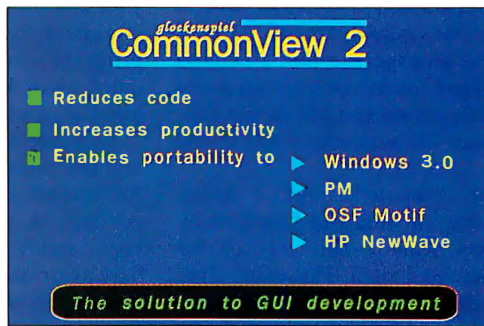 glockenspiel
CommonView 2
Reduces code
Increases productivity
Enables portability to
Windows 3.0
PM
OSF Motif
HP NewWave
The solution to GUI development